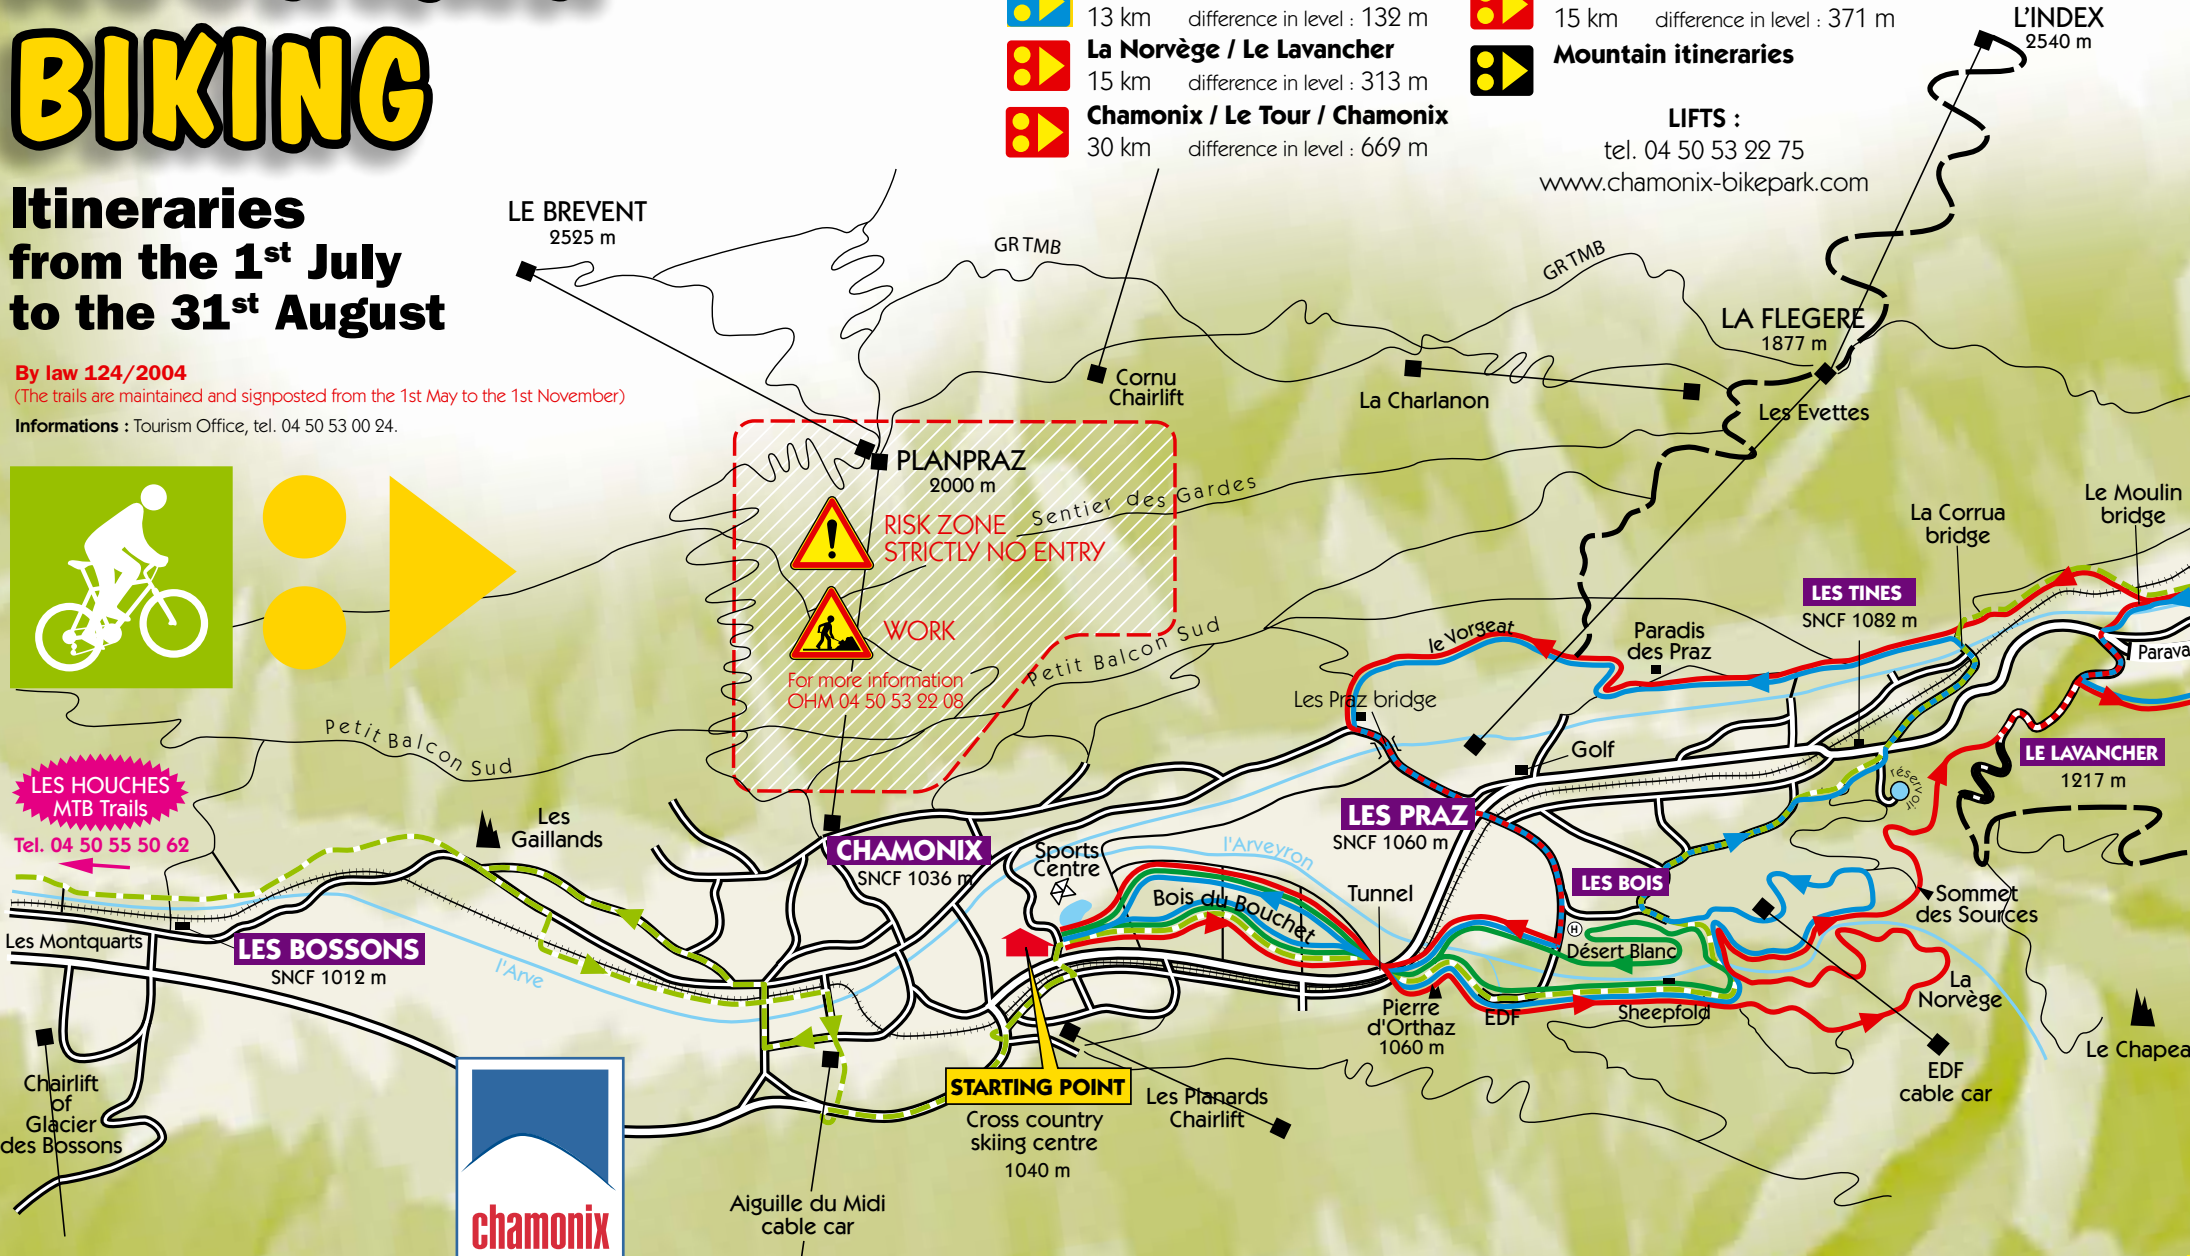 BIKING
Itineraries
from the 1st July
to the 31st August
By law 124/2004
(The trails are maintained and signposted from the 1st May to the 1st November)
Informations : Tourism Office, tel. 04 50 53 00 24.
13 km difference in level : 132 m
La Norvège / Le Lavancher
15 km difference in level : 313 m
Chamonix / Le Tour / Chamonix
30 km difference in level : 669 m
15 km difference in level : 371 m
Mountain itineraries
LIFTS :
tel. 04 50 53 22 75
www.chamonix-bikepark.com
L'INDEX
2540 m
LE BREVENT
2525 m
GR TMB
GR TMB
LA FLEGERE
1877 m
Cornu
Chairlift
La Charlanon
Les Evettes
PLANPRAZ
2000 m
Sentier des Gardes
RISK ZONE
STRICTLY NO ENTRY
WORK
For more information
OHM 04 50 53 22 08
Petit Balcon Sud
Petit Balcon Sud
La Corrua
bridge
Le Moulin
bridge
LES TINES
SNCF 1082 m
Parava
le Vorgeat
Paradis
des Praz
Les Praz bridge
Golf
LE LAVANCHER
1217 m
réservoir
LES HOUCHES
MTB Trails
Tel. 04 50 55 50 62
Les
Gaillands
CHAMONIX
SNCF 1036 m
Sports
Centre
l'Arveyron
LES PRAZ
SNCF 1060 m
Tunnel
Bois du Bouchet
LES BOIS
Sommet
des Sources
H
Désert Blanc
La
Norvège
Sheepfold
EDF
Pierre
d'Orthaz
1060 m
Les Montquarts
LES BOSSONS
SNCF 1012 m
l'Arve
Le Chapea
EDF
cable car
Chairlift
of
Glacier
des Bossons
STARTING POINT
Cross country
skiing centre
1040 m
Les Planards
Chairlift
Aiguille du Midi
cable car
chamonix